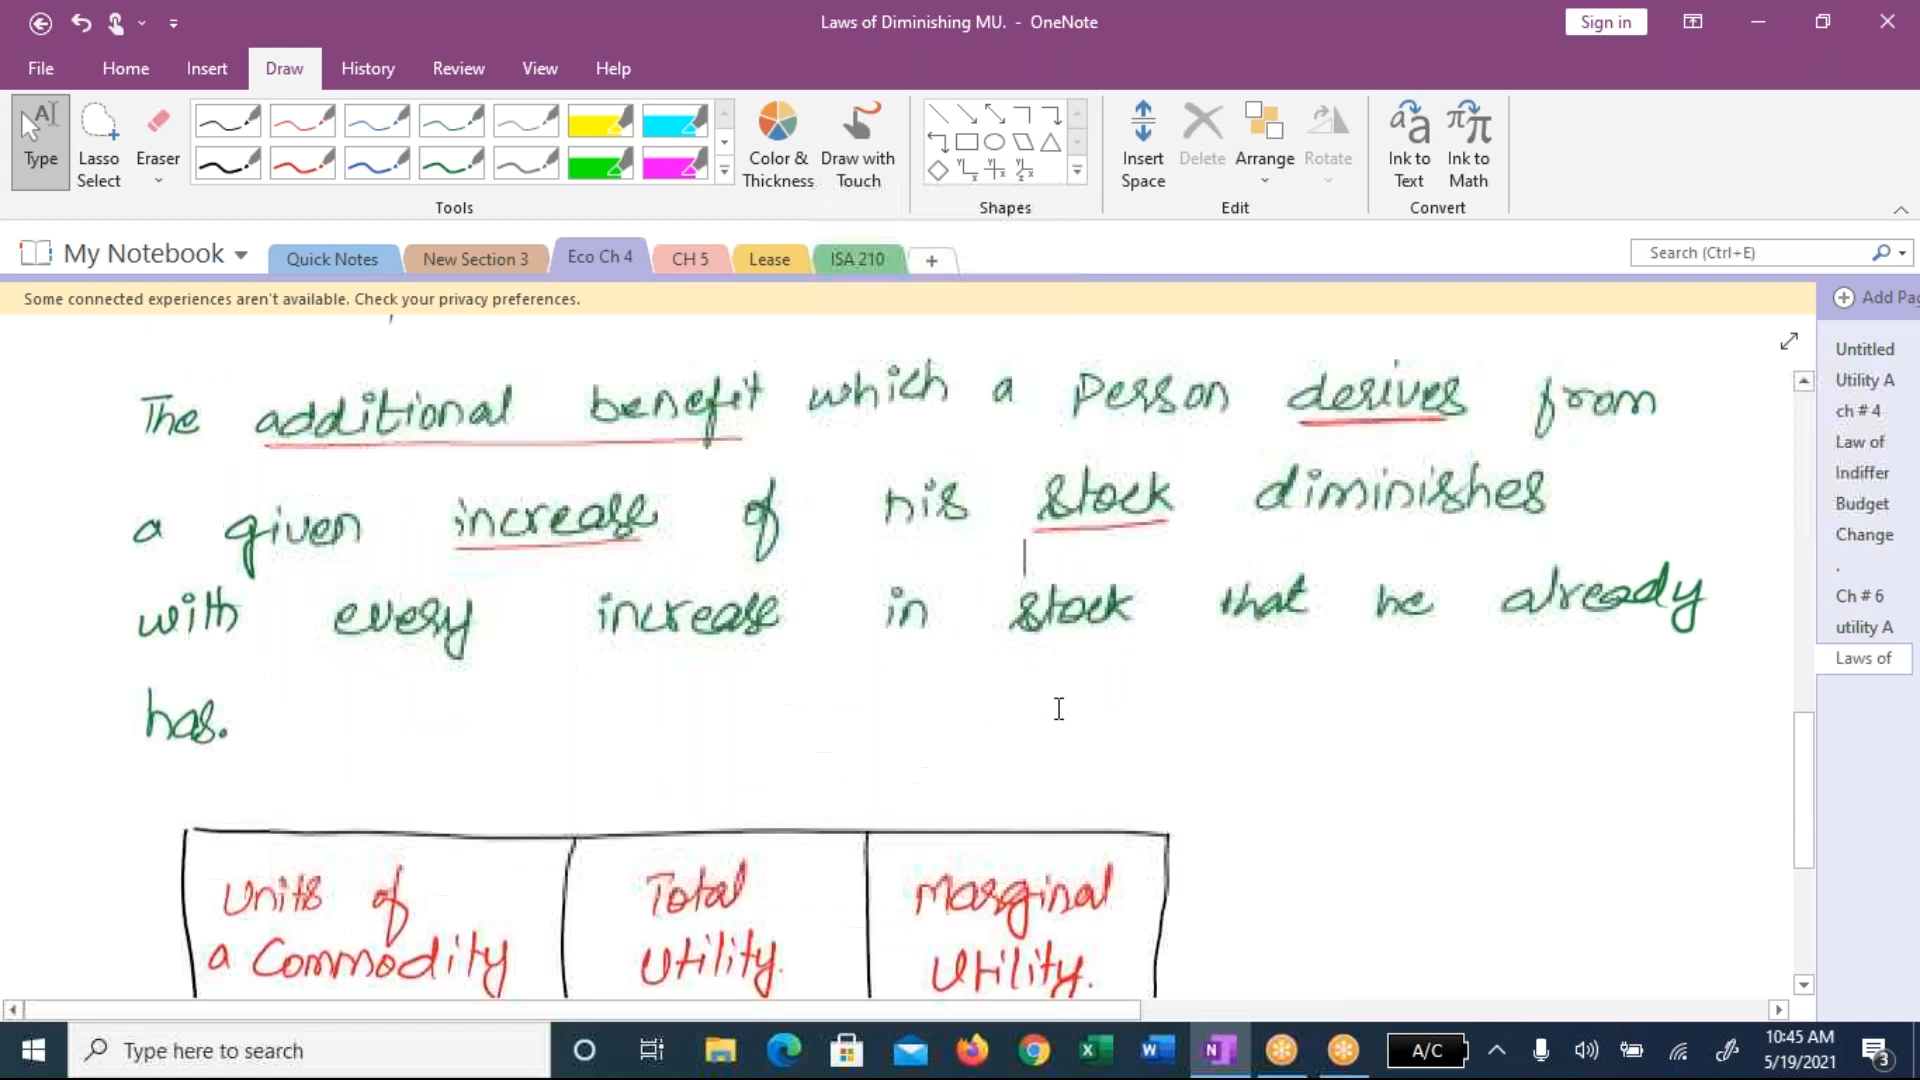 Laws of Diminishing MU. - OneNote
Sign in
File Home Insert Draw History Review View Help
Type
Lasso Select
Eraser
Color & Thickness
Draw with Touch
Insert Space
Delete
Arrange
Rotate
Ink to Text
Ink to Math
Tools
Shapes
Edit
Convert
My Notebook
Quick Notes
New Section 3
Eco Ch 4
CH 5
Lease
ISA 210
Search (Ctrl+E)
Some connected experiences aren't available. Check your privacy preferences.
Add Pag
Untitled
Utility A
ch # 4
Law of
Indiffer
Budget
Change
.
Ch # 6
utility A
Laws of
The additional benefit which a Person derives from
a given increase of his stock diminishes
with every increase in stock that he already
has.
Units of a Commodity
Total Utility.
Marginal Utility.
Type here to search
A/C
10:45 AM
5/19/2021
3